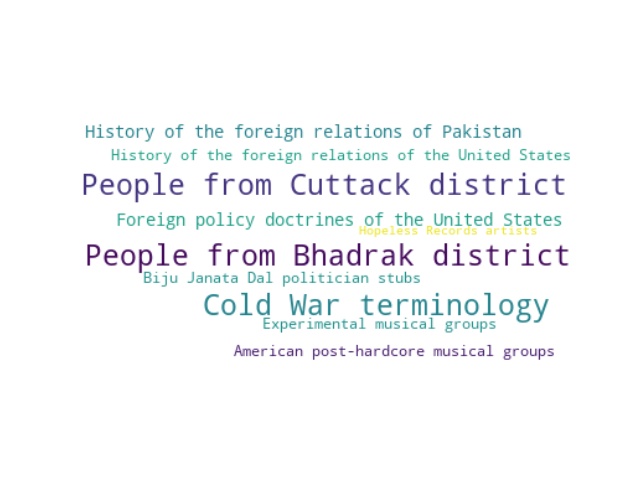 History of the foreign relations of Pakistan
History of the foreign relations of the United States
People from Cuttack district
Foreign policy doctrines of the United States
Hopeless Records artists
People from Bhadrak district
Biju Janata Dal politician stubs
Cold War terminology
Experimental musical groups
American post-hardcore musical groups